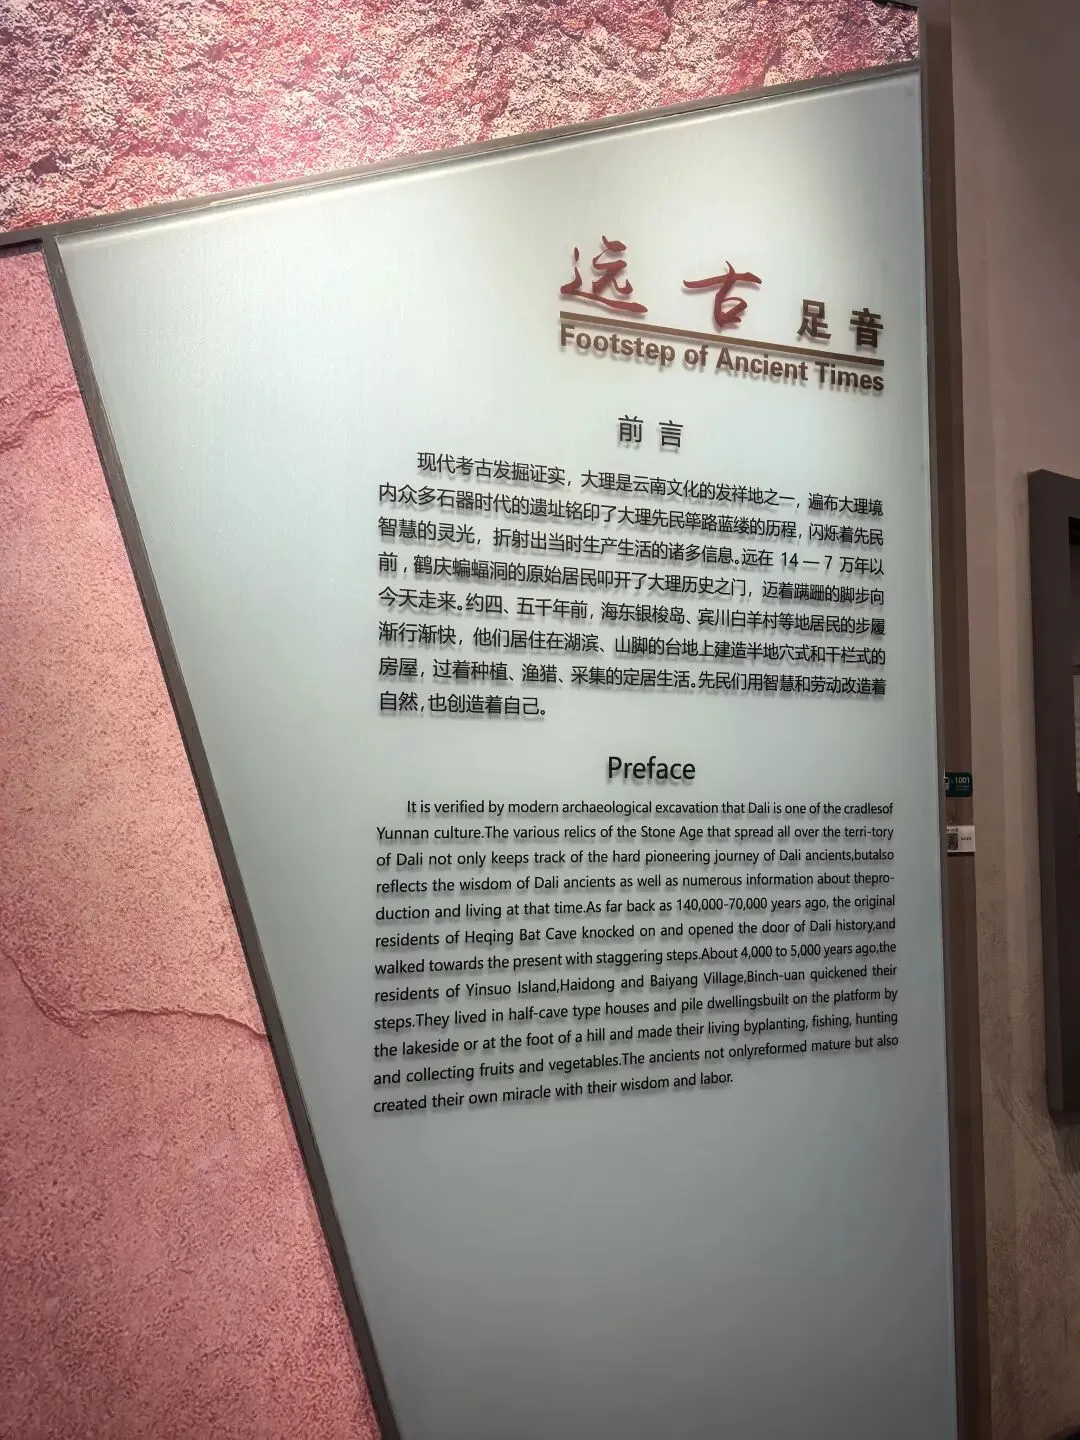 远古足音
Footstep of Ancient Times
前言
现代考古发掘证实，大理是云南文化的发祥地之一，遍布大理境
内众多石器时代的遗址铭印了大理先民筚路蓝缕的历程，闪烁着先民
智慧的灵光，折射出当时生产生活的诸多信息。远在 14 — 7 万年以
前，鹤庆蝙蝠洞的原始居民叩开了大理历史之门，迈着蹒跚的脚步向
今天走来。约四、五千年前，海东银梭岛、宾川白羊村等地居民的步履
渐行渐快，他们居住在湖滨、山脚的台地上建造半地穴式和干栏式的
房屋，过着种植、渔猎、采集的定居生活。先民们用智慧和劳动改造着
自然，也创造着自己。
Preface
It is verified by modern archaeological excavation that Dali is one of the cradlesof
Yunnan culture.The various relics of the Stone Age that spread all over the terri-tory
of Dali not only keeps track of the hard pioneering journey of Dali ancients,butalso
reflects the wisdom of Dali ancients as well as numerous information about thepro-
duction and living at that time.As far back as 140,000-70,000 years ago, the original
residents of Heqing Bat Cave knocked on and opened the door of Dali history,and
walked towards the present with staggering steps.About 4,000 to 5,000 years ago,the
residents of Yinsuo Island,Haidong and Baiyang Village,Binch-uan quickened their
steps.They lived in half-cave type houses and pile dwellingsbuilt on the platform by
the lakeside or at the foot of a hill and made their living byplanting, fishing, hunting
and collecting fruits and vegetables.The ancients not onlyreformed mature but also
created their own miracle with their wisdom and labor.
1001